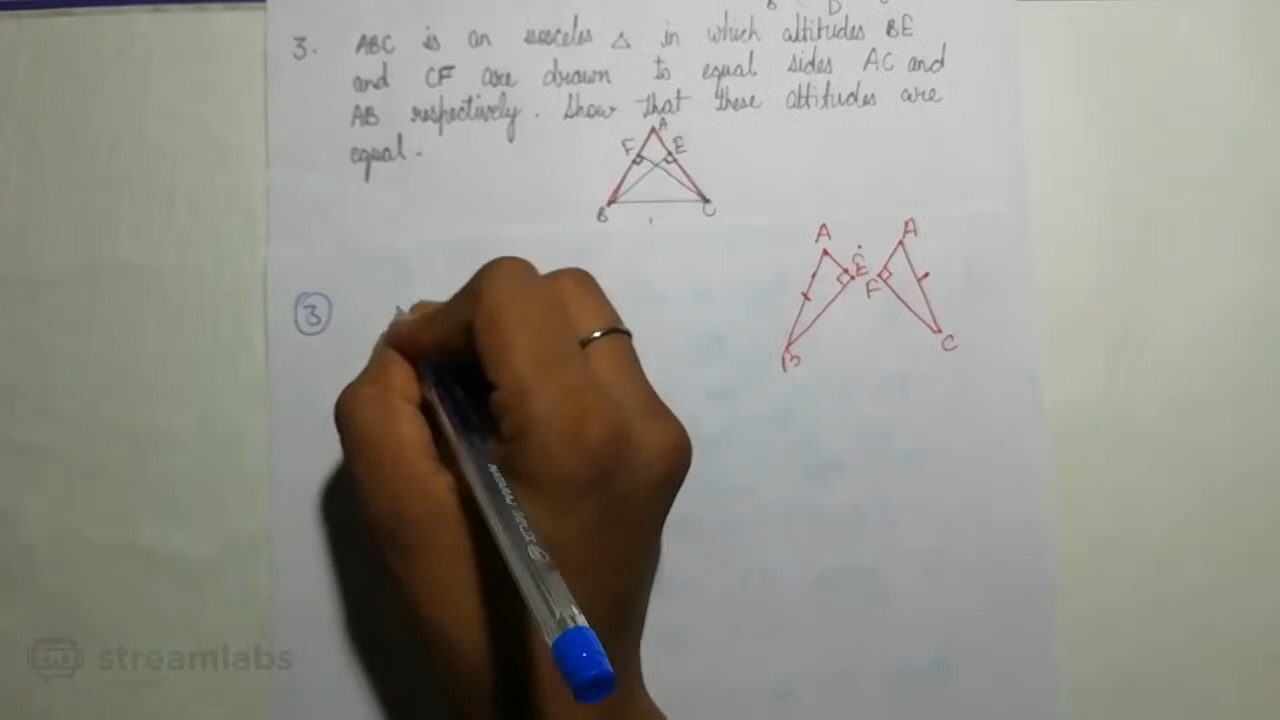 B D
3. ABC is an isosceles △ in which altitudes BE
and CF are drawn to equal sides AC and
AB respectively. Show that these altitudes are
equal.
A
F E
B C
A A
E F
B C
3
streamlabs